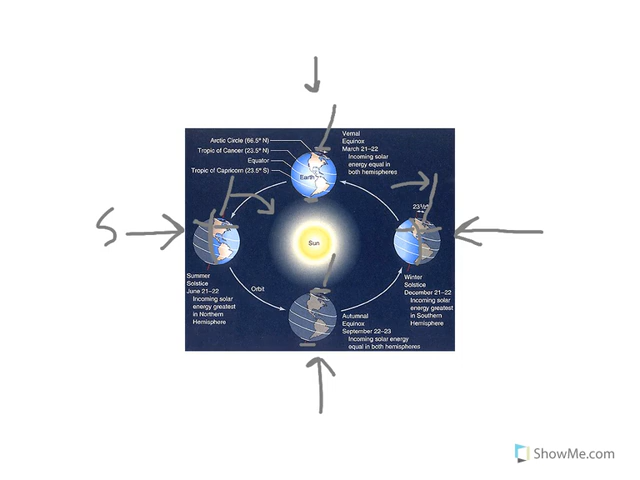 Vernal
Equinox
March 21–22
Incoming solar
energy equal in
both hemispheres
Arctic Circle (66.5° N)
Tropic of Cancer (23.5° N)
Equator
Tropic of Capricorn (23.5° S)
Earth
23½°
S
Sun
Summer
Solstice
June 21–22
Incoming solar
energy greatest
in Northern
Hemisphere
Orbit
Winter
Solstice
December 21–22
Incoming solar
energy greatest in
Southern
Hemisphere
Autumnal
Equinox
September 22–23
Incoming solar energy
equal in both hemispheres
ShowMe.com